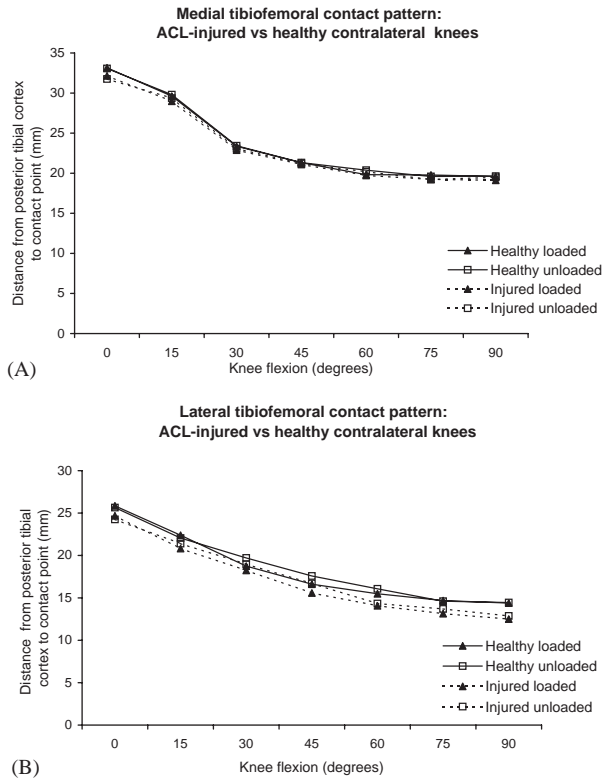 Medial tibiofemoral contact pattern:
ACL-injured vs healthy contralateral knees
Distance from posterior tibial cortex
to contact point (mm)
35
30
25
20
15
10
5
0
Healthy loaded
Healthy unloaded
Injured loaded
Injured unloaded
0 15 30 45 60 75 90
Knee flexion (degrees)
(A)
Lateral tibiofemoral contact pattern:
ACL-injured vs healthy contralateral knees
Distance from posterior tibial
cortex to contact point (mm)
30
25
20
15
10
5
0
Healthy loaded
Healthy unloaded
Injured loaded
Injured unloaded
0 15 30 45 60 75 90
Knee flexion (degrees)
(B)